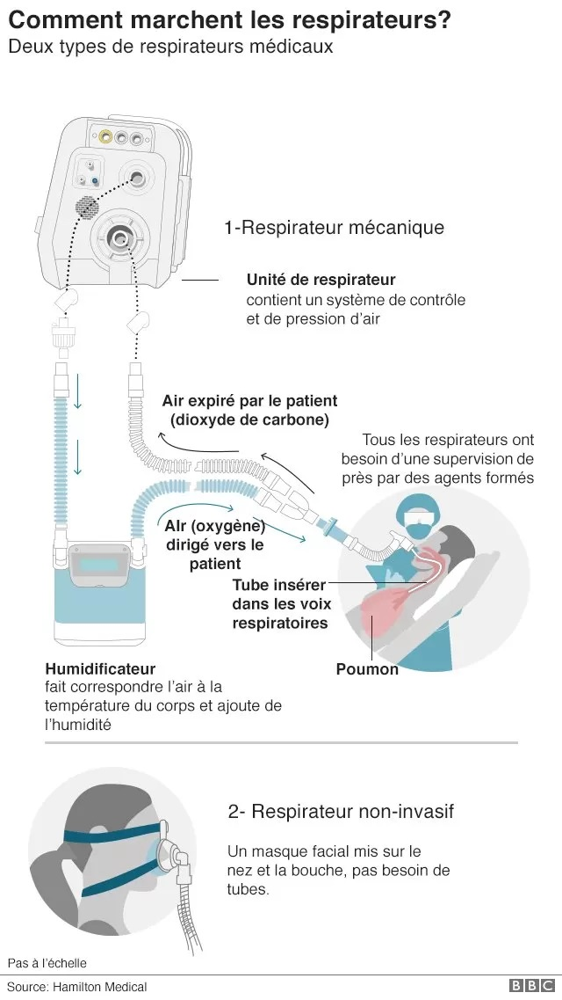 Comment marchent les respirateurs?
Deux types de respirateurs médicaux
1-Respirateur mécanique
Unité de respirateur
contient un système de contrôle
et de pression d’air
Air expiré par le patient
(dioxyde de carbone)
Tous les respirateurs ont
besoin d’une supervision de
près par des agents formés
AIr (oxygène)
dirigé vers le
patient
Tube insérer
dans les voix
respiratoires
Poumon
Humidificateur
fait correspondre l’air à la
température du corps et ajoute de
l’humidité
2- Respirateur non-invasif
Un masque facial mis sur le
nez et la bouche, pas besoin de
tubes.
Pas à l’échelle
Source: Hamilton Medical
BBC